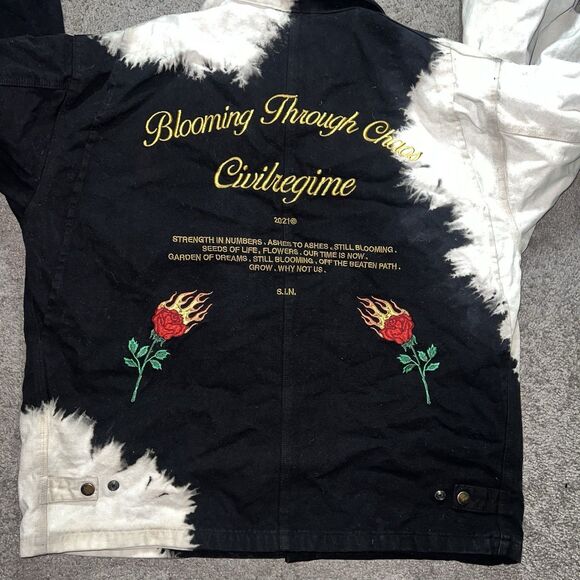 Blooming Through Chaos
Civilregime
2021©
STRENGTH IN NUMBERS . ASHES TO ASHES . STILL BLOOMING .
SEEDS OF LIFE . FLOWERS . OUR TIME IS NOW .
GARDEN OF DREAMS . STILL BLOOMING . OFF THE BEATEN PATH .
GROW . WHY NOT US .
S.I.N.